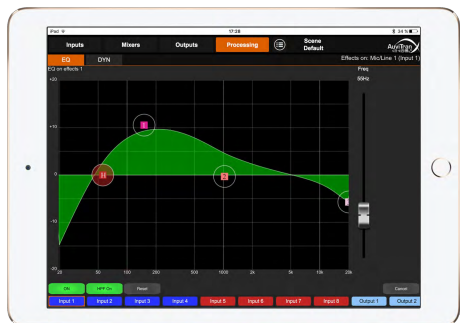 iPad 17:28 34 %
Inputs Mixers Outputs Processing Scene Default AuviTran
EQ DYN Effects on: Mic/Line 1 (Input 1)
EQ on effects 1 Freq
+20
+10
0
-10
-20
20 50 100 200 500 1000 2k 5k 10k 20k
H 1 2
ON HPF On Reset Cancel
Input 1 Input 2 Input 3 Input 4 Input 5 Input 6 Input 7 Input 8 Output 1 Output 2